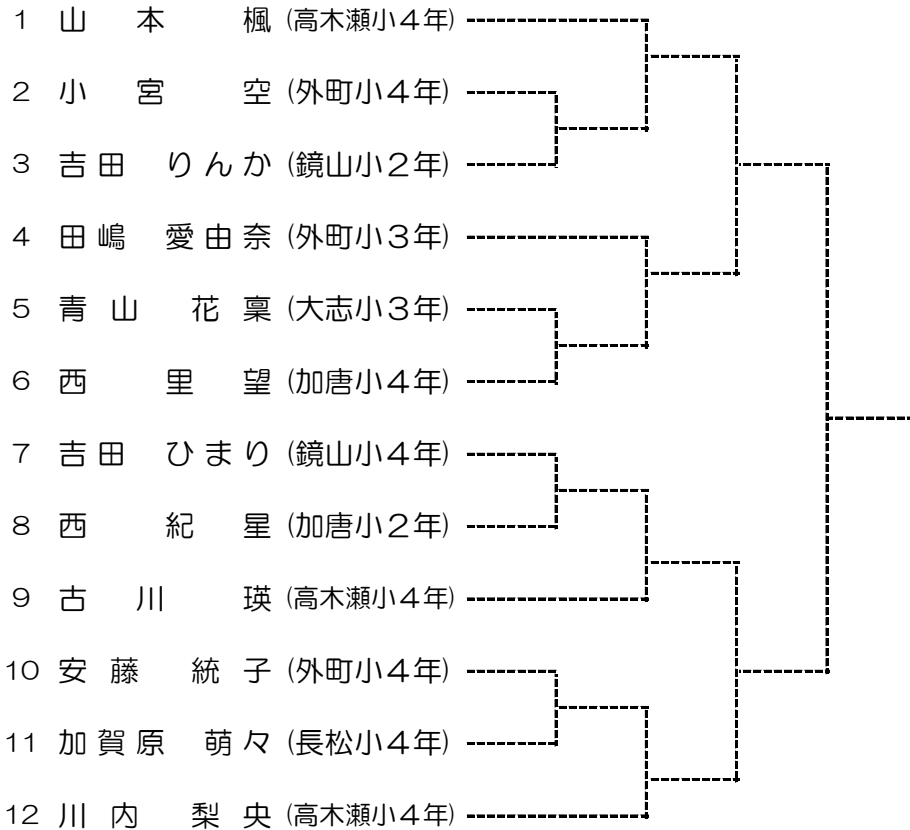 1 山本 楓 (高木瀬小4年)
2 小宮 空 (外町小4年)
3 吉田 りんか (鏡山小2年)
4 田嶋 愛由奈 (外町小3年)
5 青山 花稟 (大志小3年)
6 西 里望 (加唐小4年)
7 吉田 ひまり (鏡山小4年)
8 西 紀星 (加唐小2年)
9 古川 瑛 (高木瀬小4年)
10 安藤 統子 (外町小4年)
11 加賀原 萌々 (長松小4年)
12 川内 梨央 (高木瀬小4年)